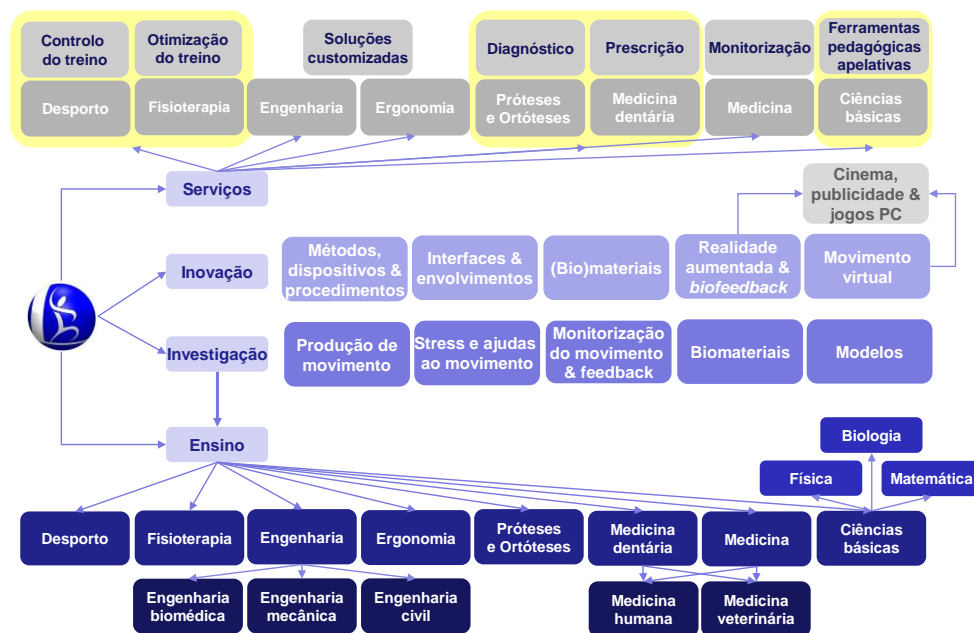 Controlo
do treino
Otimização
do treino
Soluções
customizadas
Diagnóstico
Prescrição
Monitorização
Ferramentas
pedagógicas
apelativas
Desporto
Fisioterapia
Engenharia
Ergonomia
Próteses
e Ortóteses
Medicina
dentária
Medicina
Ciências
básicas
Serviços
Cinema,
publicidade &
jogos PC
Inovação
Métodos,
dispositivos &
procedimentos
Interfaces &
envolvimentos
(Bio)materiais
Realidade
aumentada &
biofeedback
Movimento
virtual
Investigação
Produção de
movimento
Stress e ajudas
ao movimento
Monitorização
do movimento
& feedback
Biomateriais
Modelos
Ensino
Biologia
Física
Matemática
Desporto
Fisioterapia
Engenharia
Ergonomia
Próteses
e Ortóteses
Medicina
dentária
Medicina
Ciências
básicas
Engenharia
biomédica
Engenharia
mecânica
Engenharia
civil
Medicina
humana
Medicina
veterinária